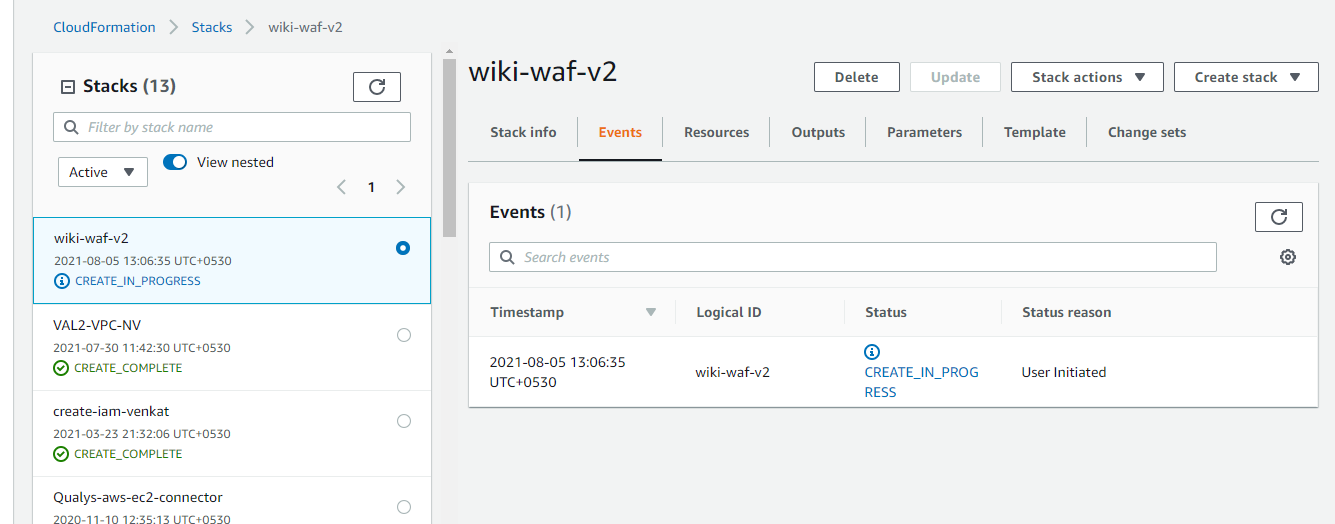 CloudFormation > Stacks > wiki-waf-v2
Stacks (13)
Filter by stack name
Active
View nested
1
wiki-waf-v2
2021-08-05 13:06:35 UTC+0530
CREATE_IN_PROGRESS
VAL2-VPC-NV
2021-07-30 11:42:30 UTC+0530
CREATE_COMPLETE
create-iam-venkat
2021-03-23 21:32:06 UTC+0530
CREATE_COMPLETE
Qualys-aws-ec2-connector
2020-11-10 12:35:13 UTC+0530
wiki-waf-v2
Delete
Update
Stack actions
Create stack
Stack info
Events
Resources
Outputs
Parameters
Template
Change sets
Events (1)
Search events
Timestamp
Logical ID
Status
Status reason
2021-08-05 13:06:35
UTC+0530
wiki-waf-v2
CREATE_IN_PROG
RESS
User Initiated